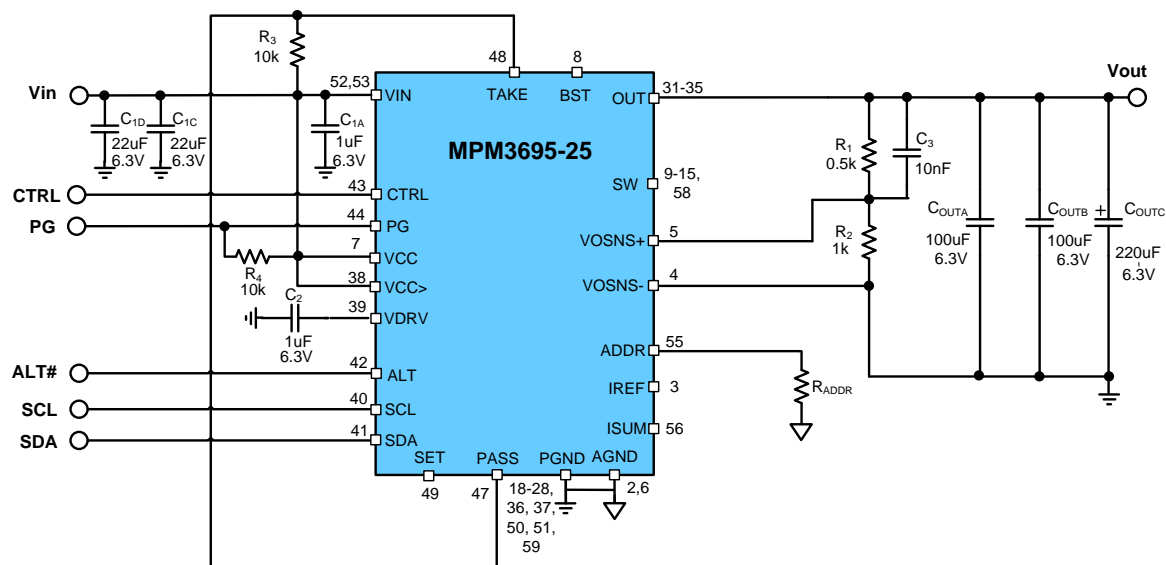 R3
10k
48
8
52,53
31-35
Vin
VIN
TAKE
BST
OUT
Vout
C1D
22uF
6.3V
C1C
22uF
6.3V
C1A
1uF
6.3V
MPM3695-25
R1
0.5k
C3
10nF
SW
9-15,
58
CTRL
43
CTRL
PG
44
PG
R4
10k
7
VCC
38
VCC>
C2
1uF
6.3V
39
VDRV
VOSNS+
5
R2
1k
VOSNS-
4
COUTA
100uF
6.3V
COUTB
100uF
6.3V
+
COUTC
220uF
6.3V
ADDR
55
RADDR
IREF
3
ISUM
56
ALT#
42
ALT
SCL
40
SCL
SDA
41
SDA
SET
PASS
PGND
AGND
49
47
18-28,
36, 37,
50, 51,
59
2,6